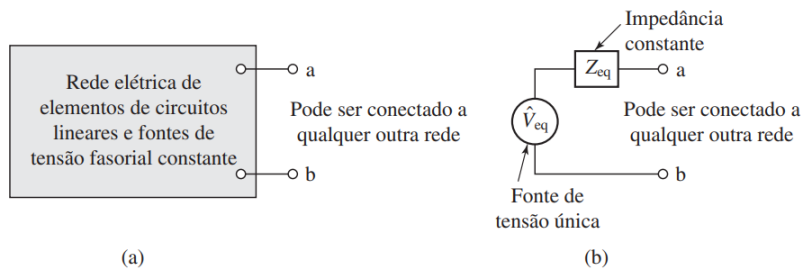 Rede elétrica de
elementos de circuitos
lineares e fontes de
tensão fasorial constante
a
Pode ser conectado a
qualquer outra rede
b
(a)
Impedância
constante
Z_eq
a
V̂_eq
Pode ser conectado a
qualquer outra rede
b
Fonte de
tensão única
(b)